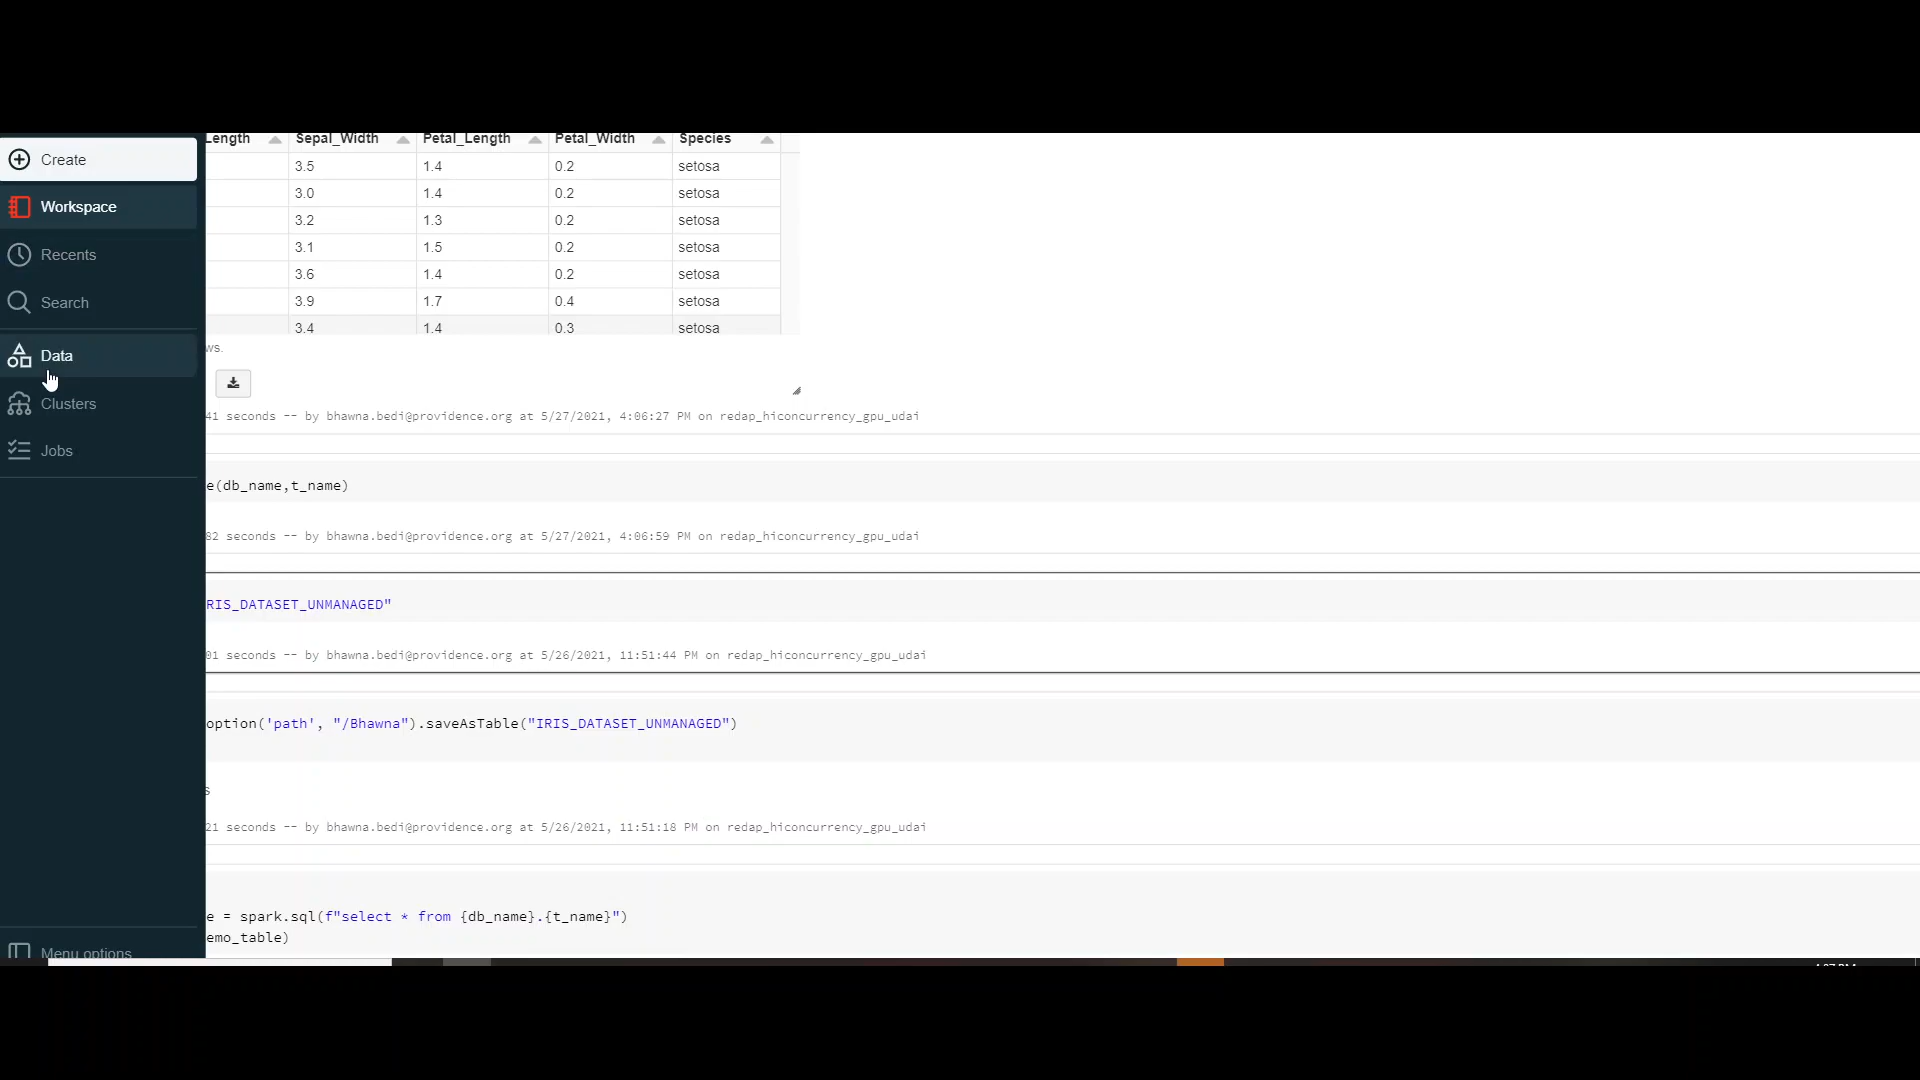 Create
Workspace
Recents
Search
Data
Clusters
Jobs
Menu options
Length Sepal_Width Petal_Length Petal_Width Species
3.5 1.4 0.2 setosa
3.0 1.4 0.2 setosa
3.2 1.3 0.2 setosa
3.1 1.5 0.2 setosa
3.6 1.4 0.2 setosa
3.9 1.7 0.4 setosa
3.4 1.4 0.3 setosa
ws.
41 seconds -- by bhawna.bedi@providence.org at 5/27/2021, 4:06:27 PM on redap_hiconcurrency_gpu_udai
e(db_name,t_name)
82 seconds -- by bhawna.bedi@providence.org at 5/27/2021, 4:06:59 PM on redap_hiconcurrency_gpu_udai
RIS_DATASET_UNMANAGED"
01 seconds -- by bhawna.bedi@providence.org at 5/26/2021, 11:51:44 PM on redap_hiconcurrency_gpu_udai
option('path', "/Bhawna").saveAsTable("IRIS_DATASET_UNMANAGED")
s
21 seconds -- by bhawna.bedi@providence.org at 5/26/2021, 11:51:18 PM on redap_hiconcurrency_gpu_udai
e = spark.sql(f"select * from {db_name}.{t_name}")
emo_table)